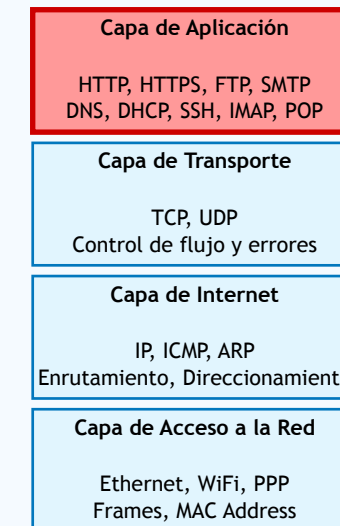 Capa de Aplicación
HTTP, HTTPS, FTP, SMTP
DNS, DHCP, SSH, IMAP, POP
Capa de Transporte
TCP, UDP
Control de flujo y errores
Capa de Internet
IP, ICMP, ARP
Enrutamiento, Direccionamient
Capa de Acceso a la Red
Ethernet, WiFi, PPP
Frames, MAC Address